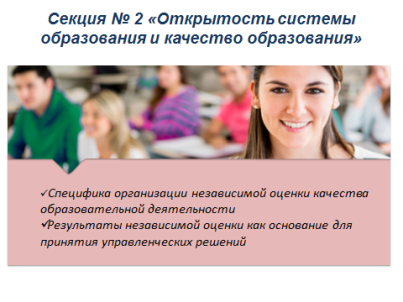 Секция № 2 «Открытость системы
образования и качество образования»
✓Специфика организации независимой оценки качества
образовательной деятельности
✓Результаты независимой оценки как основание для
принятия управленческих решений